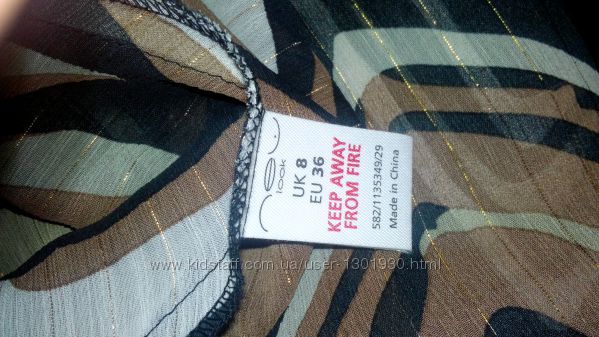 look
UK 8
EU 36
KEEP AWAY
FROM FIRE
582/1135349/29
Made in China
www.kidstaff.com.ua/user-1301930.html